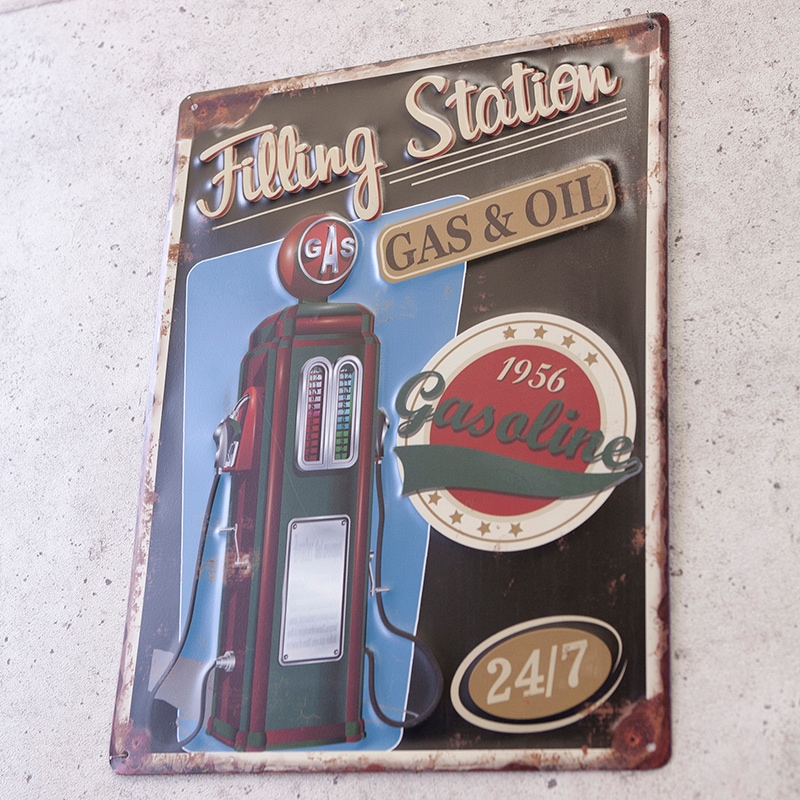 Filling Station
GAS & OIL
GAS
1956
Gasoline
24/7